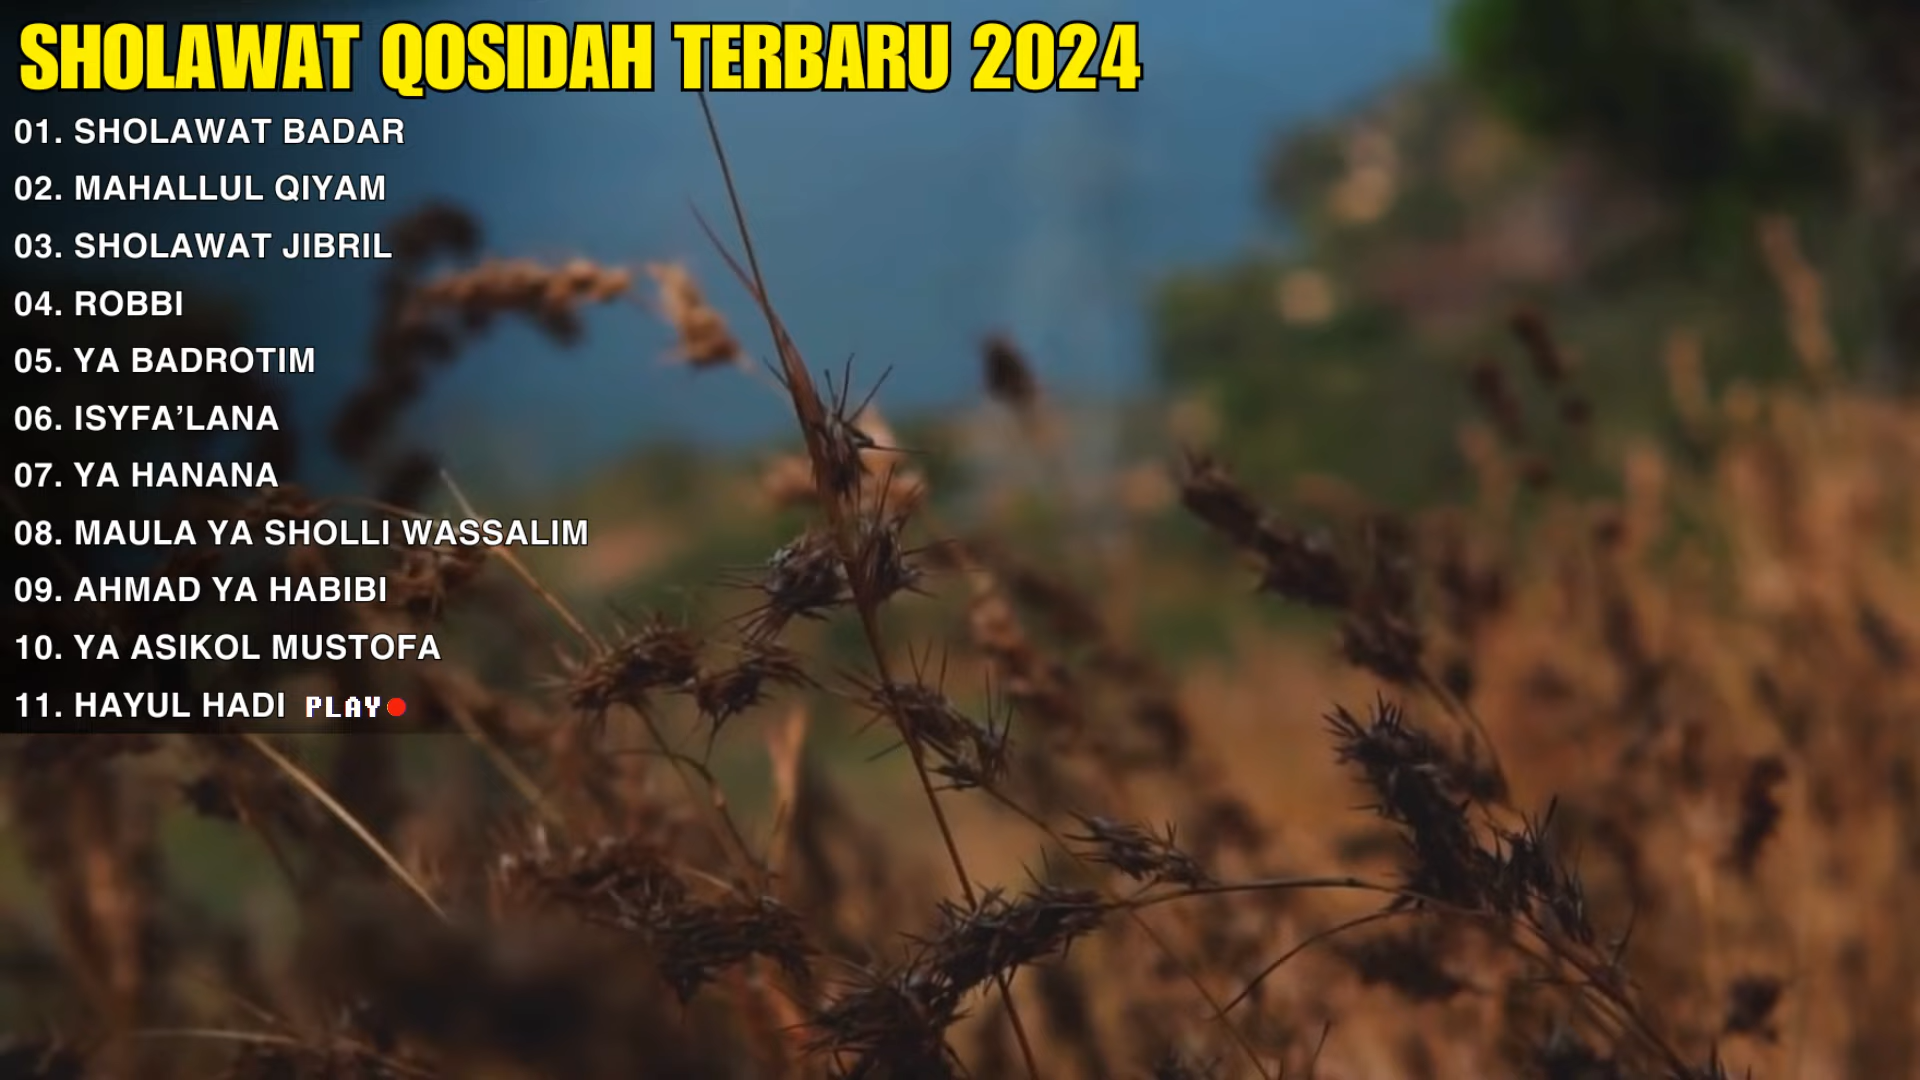 SHOLAWAT QOSIDAH TERBARU 2024
01. SHOLAWAT BADAR
02. MAHALLUL QIYAM
03. SHOLAWAT JIBRIL
04. ROBBI
05. YA BADROTIM
06. ISYFA’LANA
07. YA HANANA
08. MAULA YA SHOLLI WASSALIM
09. AHMAD YA HABIBI
10. YA ASIKOL MUSTOFA
11. HAYUL HADI PLAY